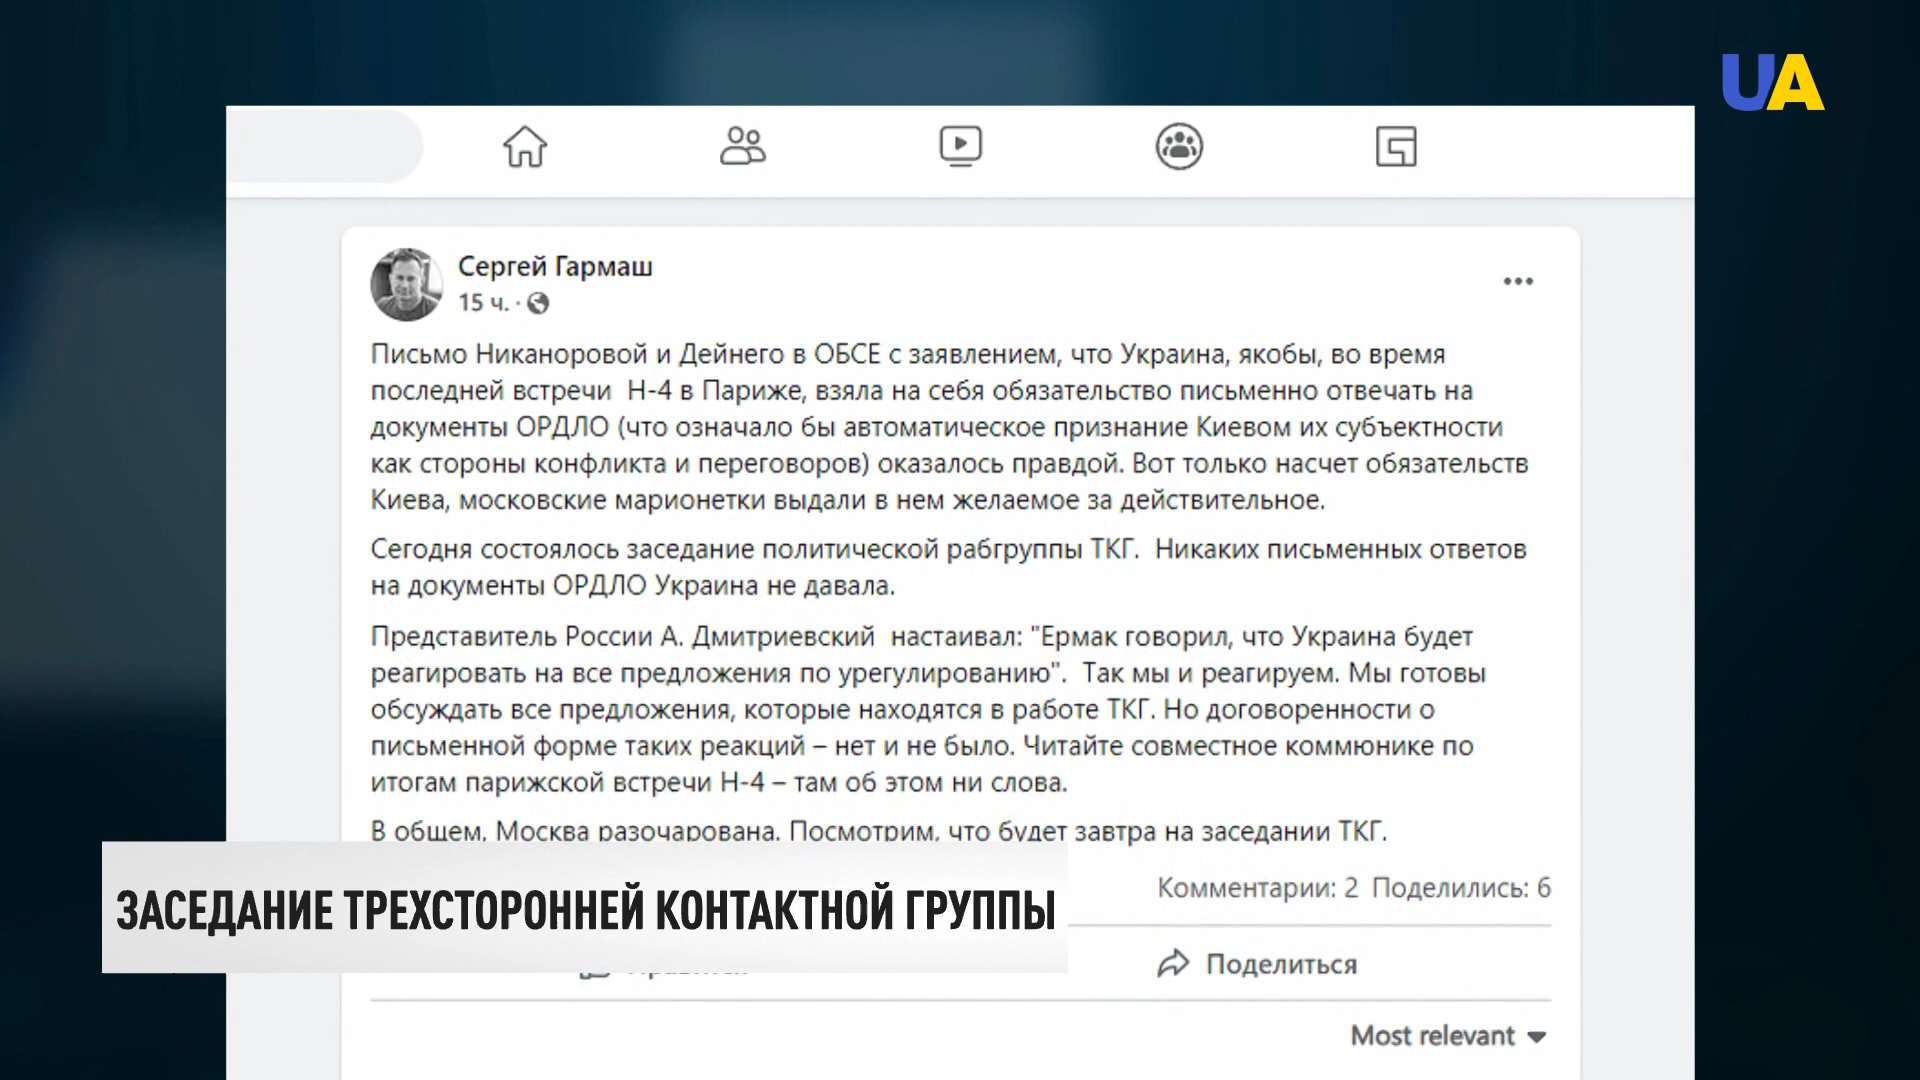 UA
Сергей Гармаш
15 ч. ·
Письмо Никаноровой и Дейнего в ОБСЕ с заявлением, что Украина, якобы, во время
последней встречи Н-4 в Париже, взяла на себя обязательство письменно отвечать на
документы ОРДЛО (что означало бы автоматическое признание Киевом их субъектности
как стороны конфликта и переговоров) оказалось правдой. Вот только насчет обязательств
Киева, московские марионетки выдали в нем желаемое за действительное.
Сегодня состоялось заседание политической рабгруппы ТКГ. Никаких письменных ответов
на документы ОРДЛО Украина не давала.
Представитель России А. Дмитриевский настаивал: "Ермак говорил, что Украина будет
реагировать на все предложения по урегулированию". Так мы и реагируем. Мы готовы
обсуждать все предложения, которые находятся в работе ТКГ. Но договоренности о
письменной форме таких реакций – нет и не было. Читайте совместное коммюнике по
итогам парижской встречи Н-4 – там об этом ни слова.
В общем, Москва разочарована. Посмотрим, что будет завтра на заседании ТКГ.
Комментарии: 2 Поделились: 6
ЗАСЕДАНИЕ ТРЕХСТОРОННЕЙ КОНТАКТНОЙ ГРУППЫ
Поделиться
Most relevant